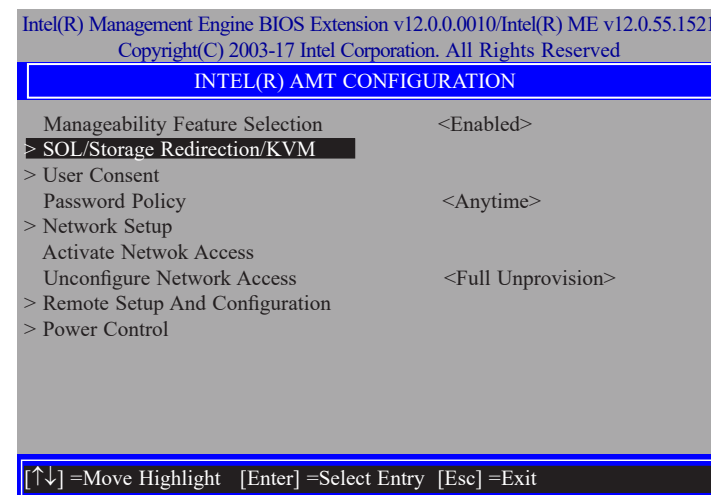 Intel(R) Management Engine BIOS Extension v12.0.0.0010/Intel(R) ME v12.0.55.1521
Copyright(C) 2003-17 Intel Corporation. All Rights Reserved
INTEL(R) AMT CONFIGURATION
Manageability Feature Selection <Enabled>
> SOL/Storage Redirection/KVM
> User Consent
Password Policy <Anytime>
> Network Setup
Activate Netwok Access
Unconfigure Network Access <Full Unprovision>
> Remote Setup And Configuration
> Power Control
[↑↓] =Move Highlight [Enter] =Select Entry [Esc] =Exit